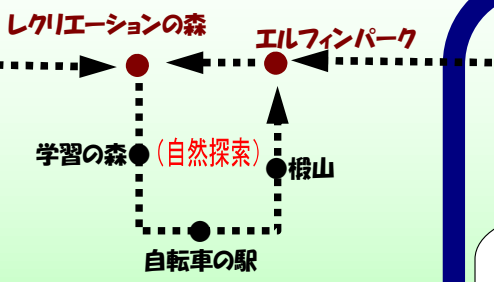 レクリエーションの森
エルフィンパーク
学習の森
(自然探索)
椴山
自転車の駅